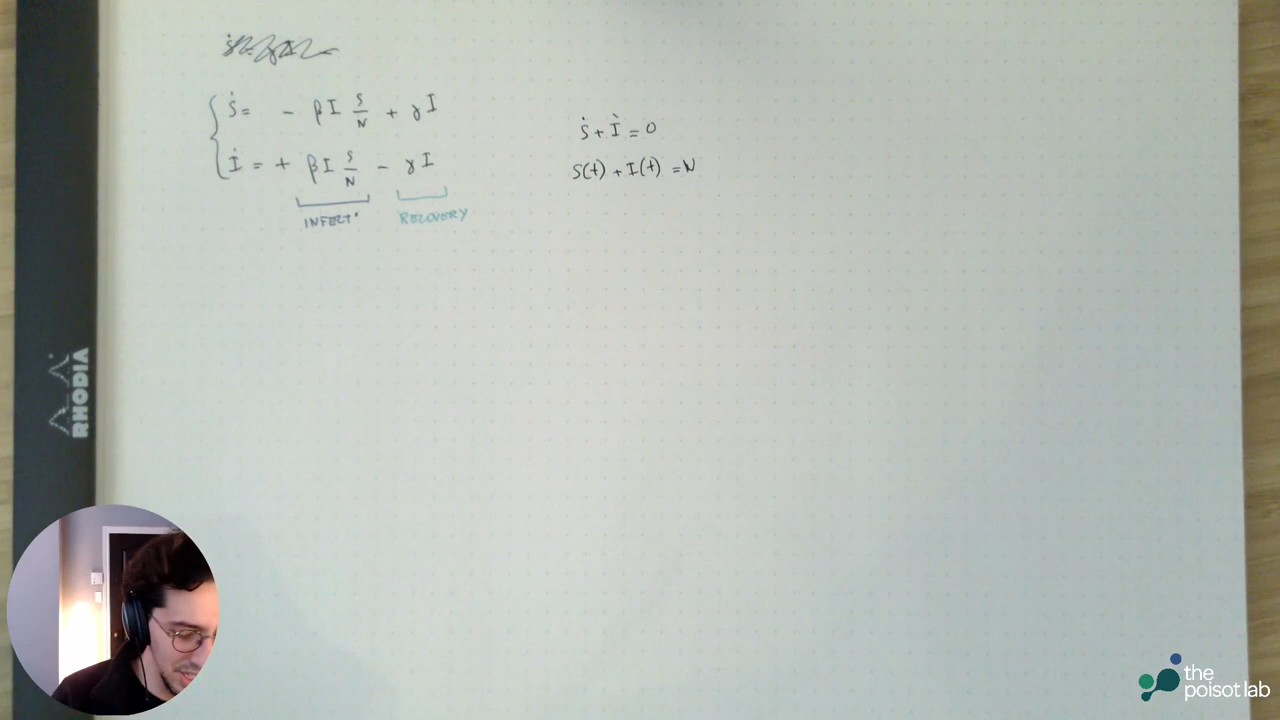 Ṡ = - βI S/N + γI
İ = + βI S/N - γI
INFECT°
RECOVERY
Ṡ + İ = 0
S(t) + I(t) = N
RHODIA
the
poisot lab